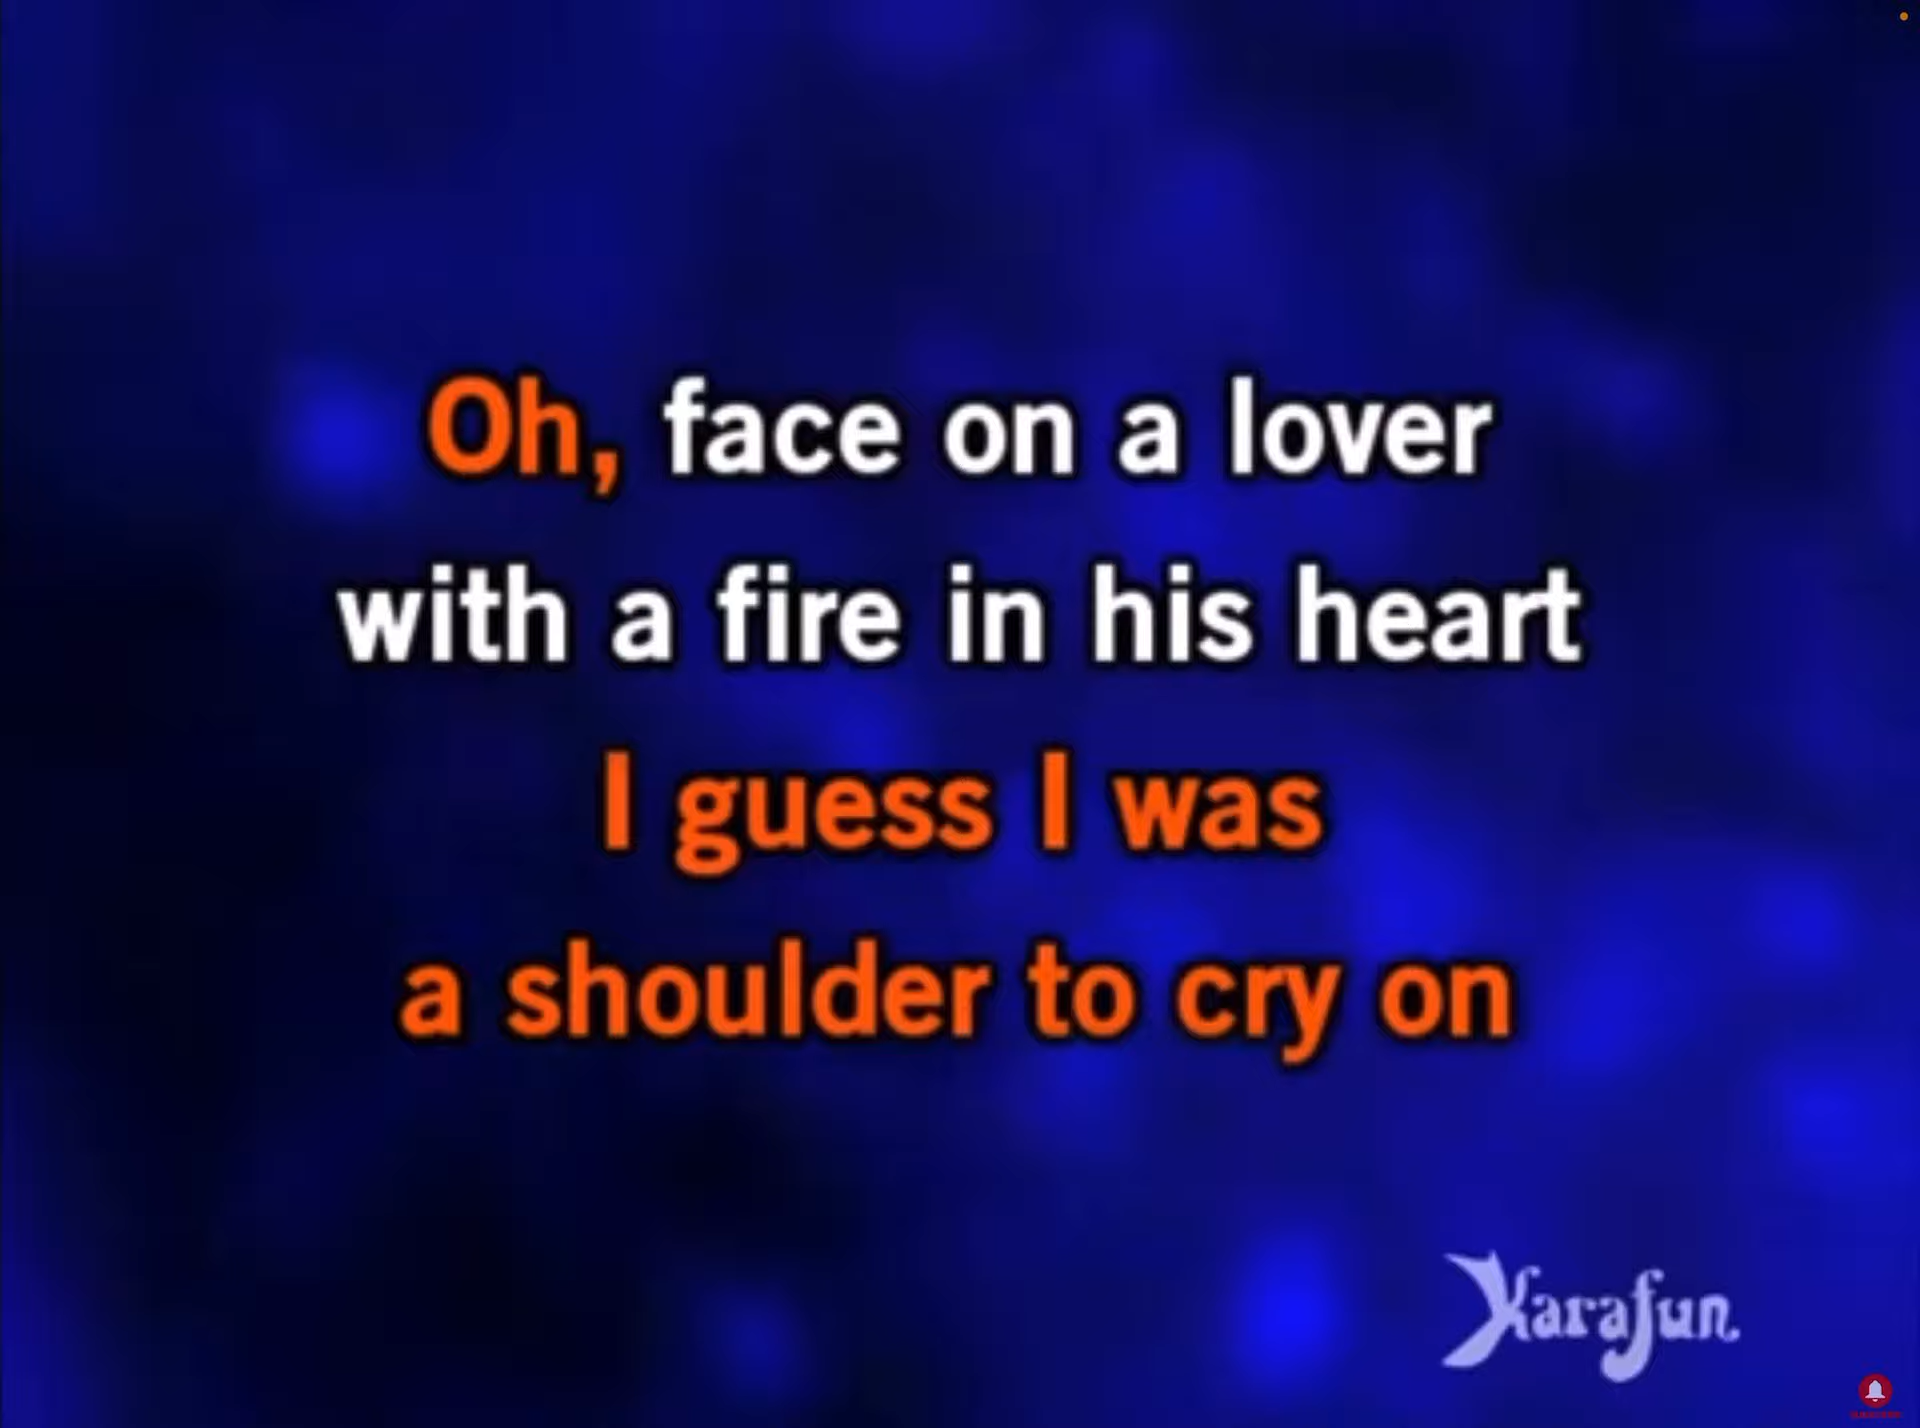 Oh, face on a lover
with a fire in his heart
I guess I was
a shoulder to cry on
Karafun